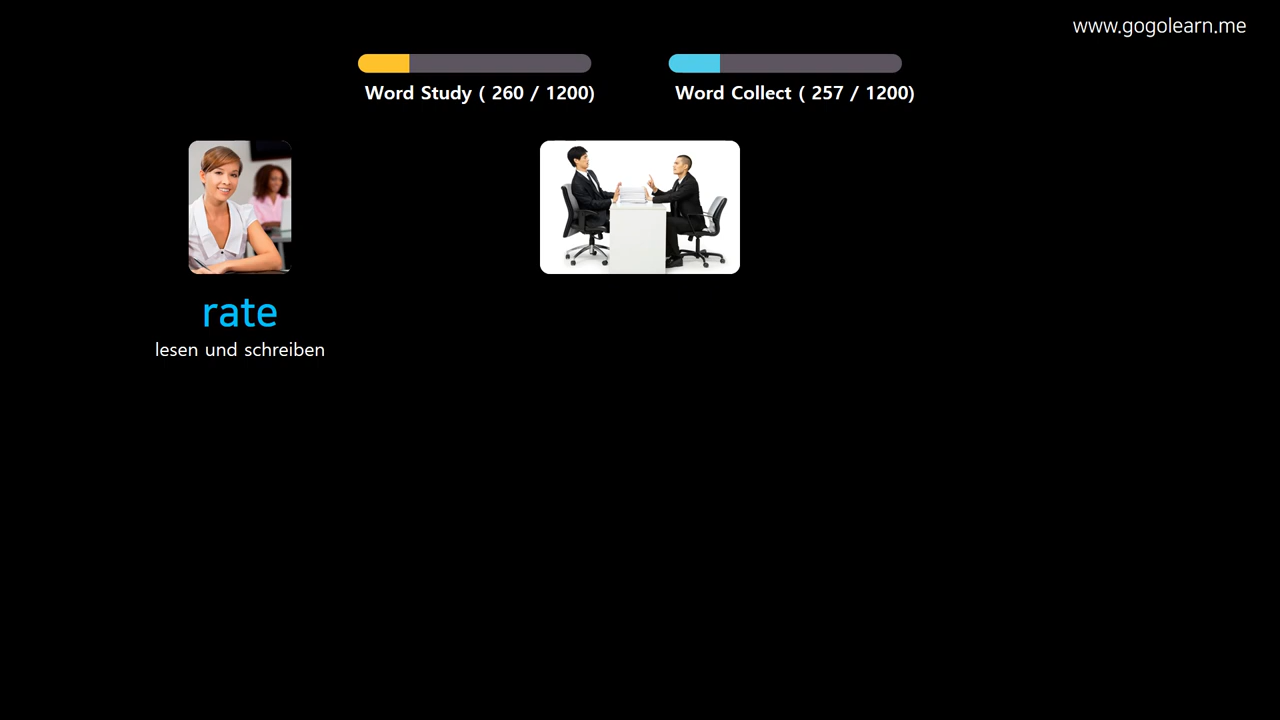 www.gogolearn.me
Word Study ( 260 / 1200)
Word Collect ( 257 / 1200)
rate
lesen und schreiben